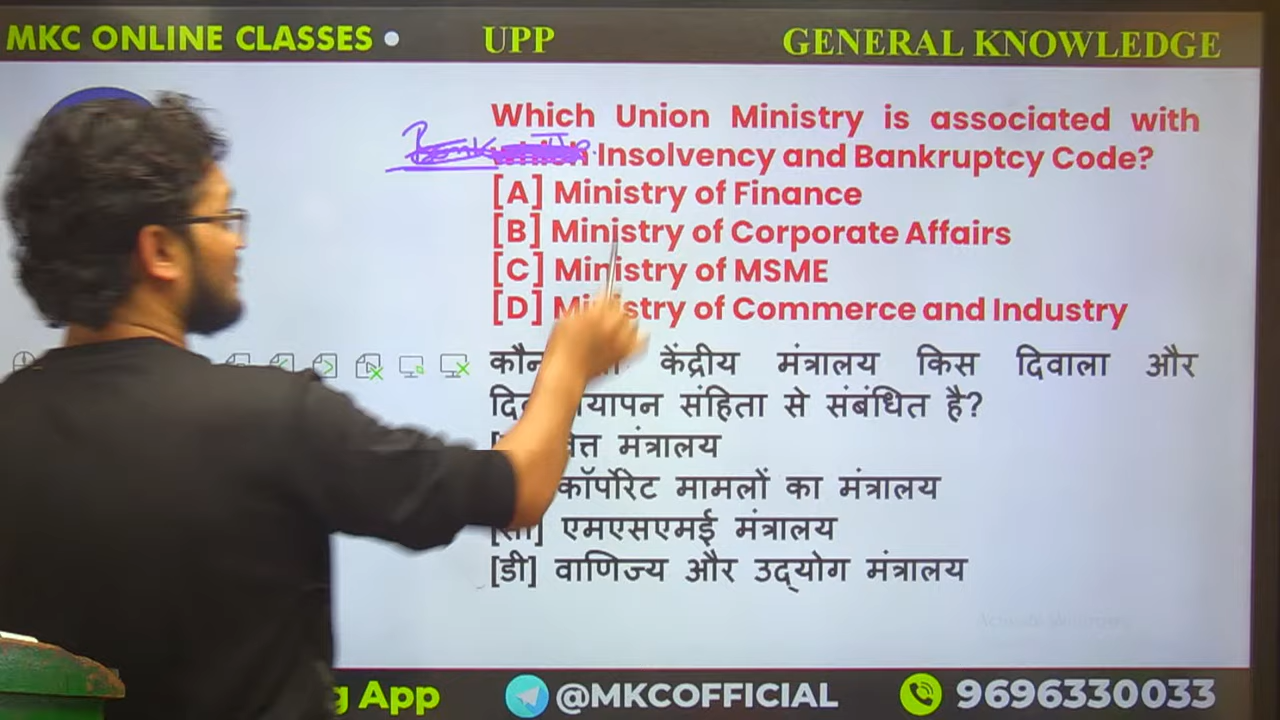 MKC ONLINE CLASSES • UPP GENERAL KNOWLEDGE
Which Union Ministry is associated with
which Insolvency and Bankruptcy Code?
[A] Ministry of Finance
[B] Ministry of Corporate Affairs
[C] Ministry of MSME
[D] Ministry of Commerce and Industry
केंद्रीय मंत्रालय किस दिवाला और
संहिता से संबंधित है?
मंत्रालय
कॉर्पोरेट मामलों का मंत्रालय
एमएसएमई मंत्रालय
[डी] वाणिज्य और उद्योग मंत्रालय
App @MKCOFFICIAL 9696330033